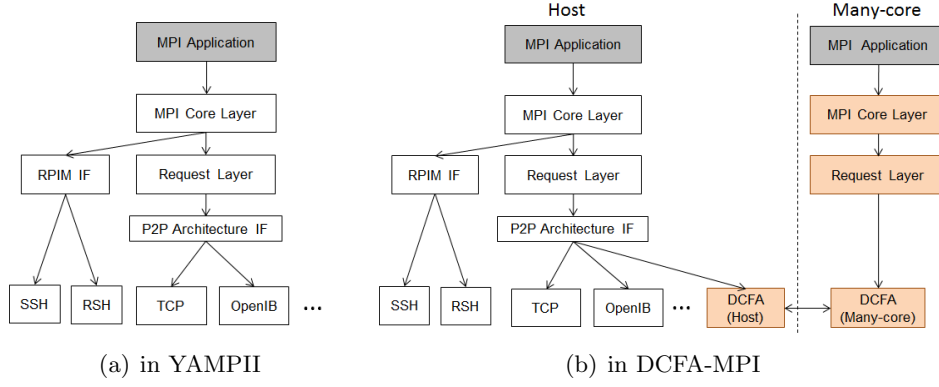 MPI Application
MPI Core Layer
RPIM IF
Request Layer
P2P Architecture IF
SSH
RSH
TCP
OpenIB
...
(a) in YAMPII
Host
MPI Application
MPI Core Layer
RPIM IF
Request Layer
P2P Architecture IF
SSH
RSH
TCP
OpenIB
...
DCFA
(Host)
Many-core
MPI Application
MPI Core Layer
Request Layer
DCFA
(Many-core)
(b) in DCFA-MPI